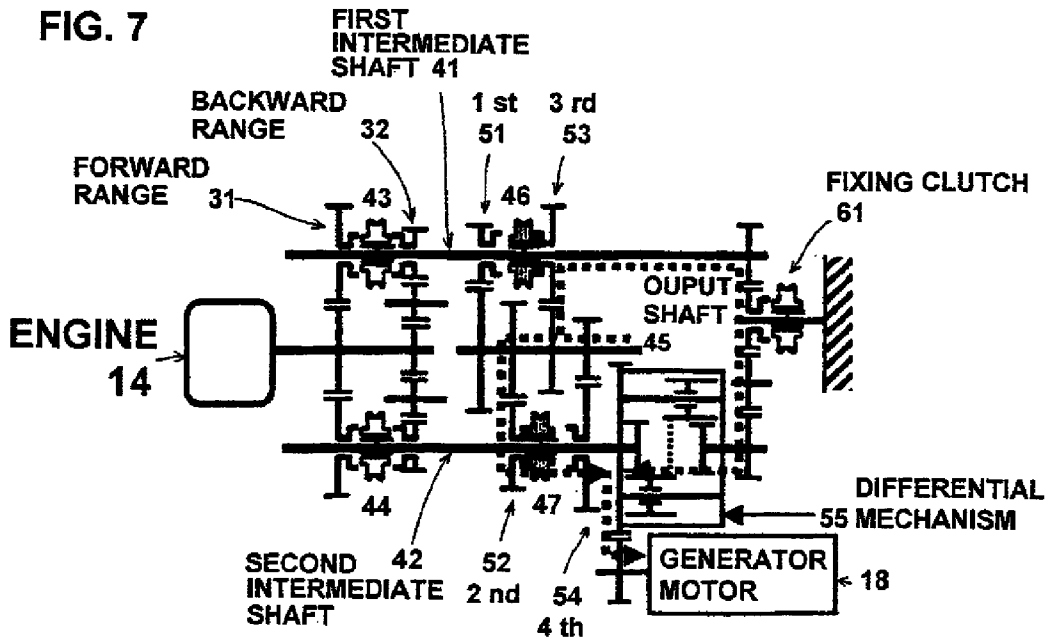 FIG. 7
FIRST
INTERMEDIATE
SHAFT 41
BACKWARD
RANGE 32
1 st
51
3 rd
53
FORWARD
RANGE 31
43
46
FIXING CLUTCH
61
OUPUT
SHAFT
45
ENGINE
14
44
42
47
SECOND
INTERMEDIATE
SHAFT
52
2 nd
54
4 th
DIFFERENTIAL
55 MECHANISM
GENERATOR
MOTOR
18